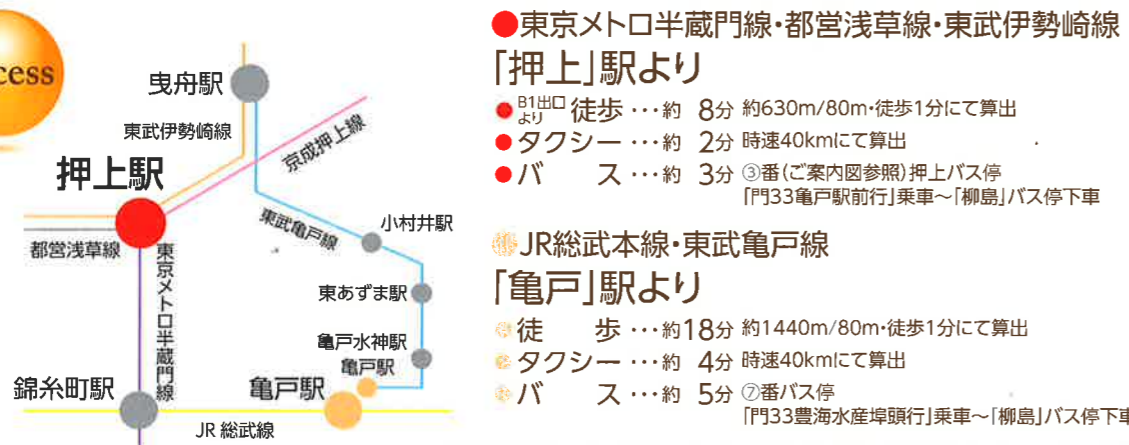 cess
曳舟駅
東武伊勢崎線
京成押上線
押上駅
都営浅草線
東京メトロ半蔵門線
東武亀戸線
小村井駅
東あずま駅
亀戸水神駅
亀戸駅
錦糸町駅
亀戸駅
JR 総武線
●東京メトロ半蔵門線・都営浅草線・東武伊勢崎線
「押上」駅より
●B1出口より 徒歩…約 8分 約630m/80m・徒歩1分にて算出
●タクシー…約 2分 時速40kmにて算出
●バ ス…約 3分 ③番(ご案内図参照)押上バス停
「門33亀戸駅前行」乗車～「柳島」バス停下車
JR総武本線・東武亀戸線
「亀戸」駅より
徒 歩…約18分 約1440m/80m・徒歩1分にて算出
タクシー…約 4分 時速40kmにて算出
バ ス…約 5分 ⑦番バス停
「門33豊海水産埠頭行」乗車～「柳島」バス停下車